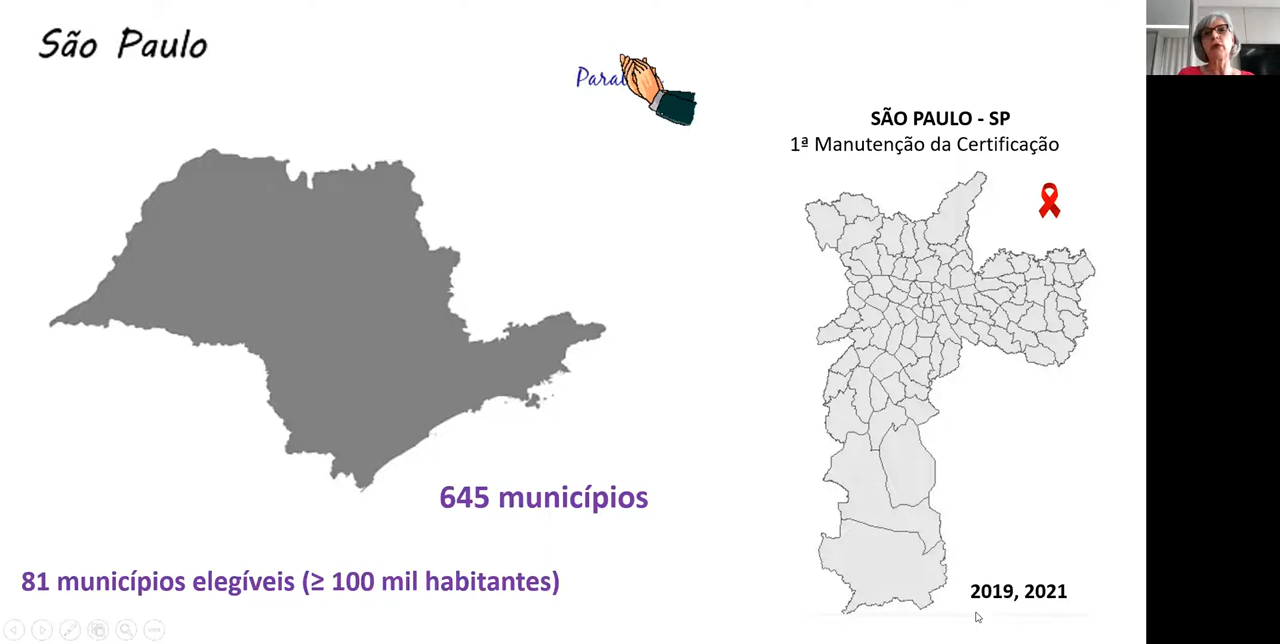 São Paulo
SÃO PAULO - SP
1ª Manutenção da Certificação
645 municípios
81 municípios elegíveis (≥ 100 mil habitantes)
2019, 2021